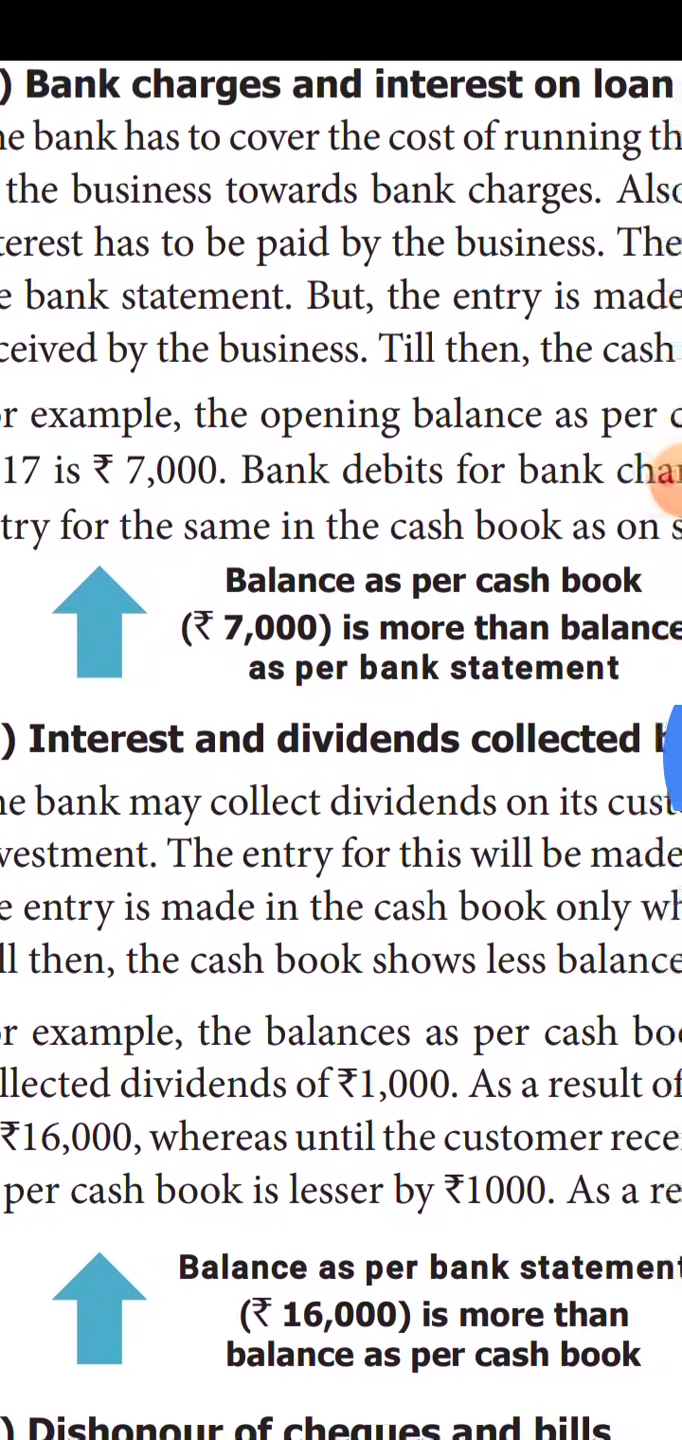 ) Bank charges and interest on loan
he bank has to cover the cost of running th
the business towards bank charges. Also
terest has to be paid by the business. The
e bank statement. But, the entry is made
ceived by the business. Till then, the cash
or example, the opening balance as per c
17 is ₹ 7,000. Bank debits for bank char
try for the same in the cash book as on s
Balance as per cash book
(₹ 7,000) is more than balance
as per bank statement
) Interest and dividends collected b
he bank may collect dividends on its cust
vestment. The entry for this will be made
e entry is made in the cash book only wh
ll then, the cash book shows less balance
or example, the balances as per cash boo
llected dividends of ₹1,000. As a result of
₹16,000, whereas until the customer rece
per cash book is lesser by ₹1000. As a re
Balance as per bank statement
(₹ 16,000) is more than
balance as per cash book
) Dishonour of cheques and bills